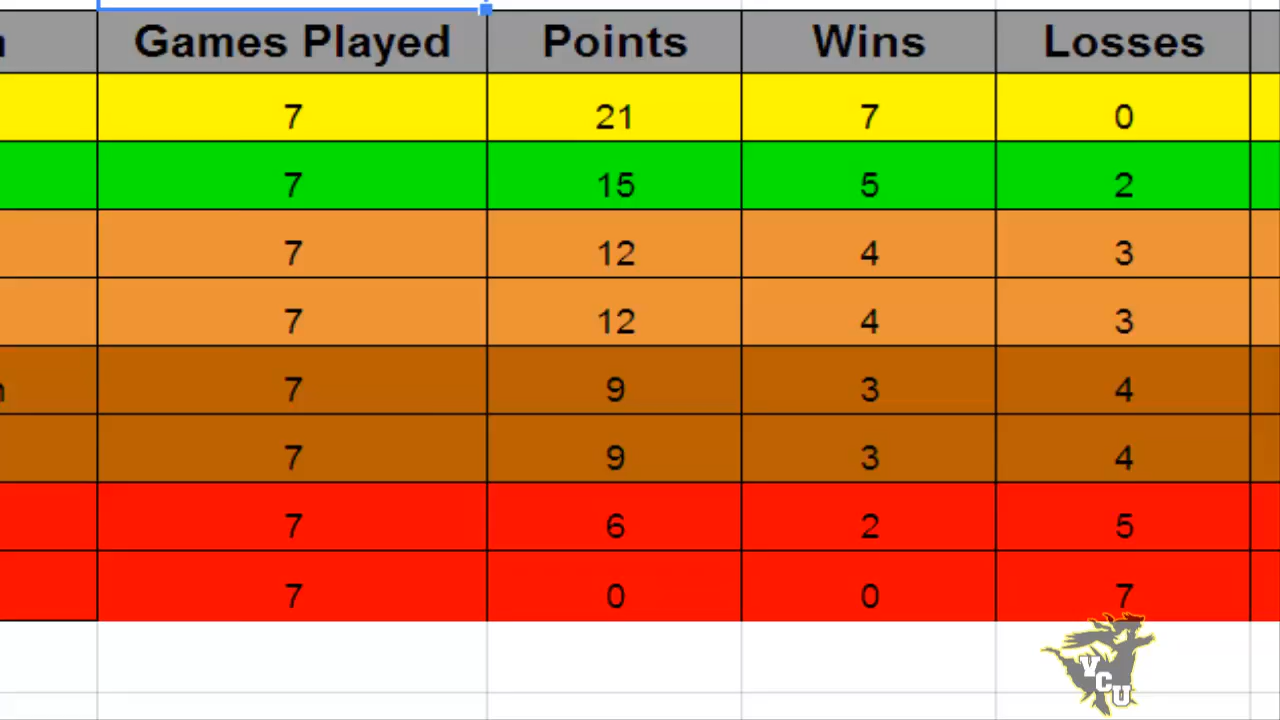 n Games Played Points Wins Losses
7 21 7 0
7 15 5 2
7 12 4 3
7 12 4 3
n 7 9 3 4
7 9 3 4
7 6 2 5
7 0 0 7
VCU